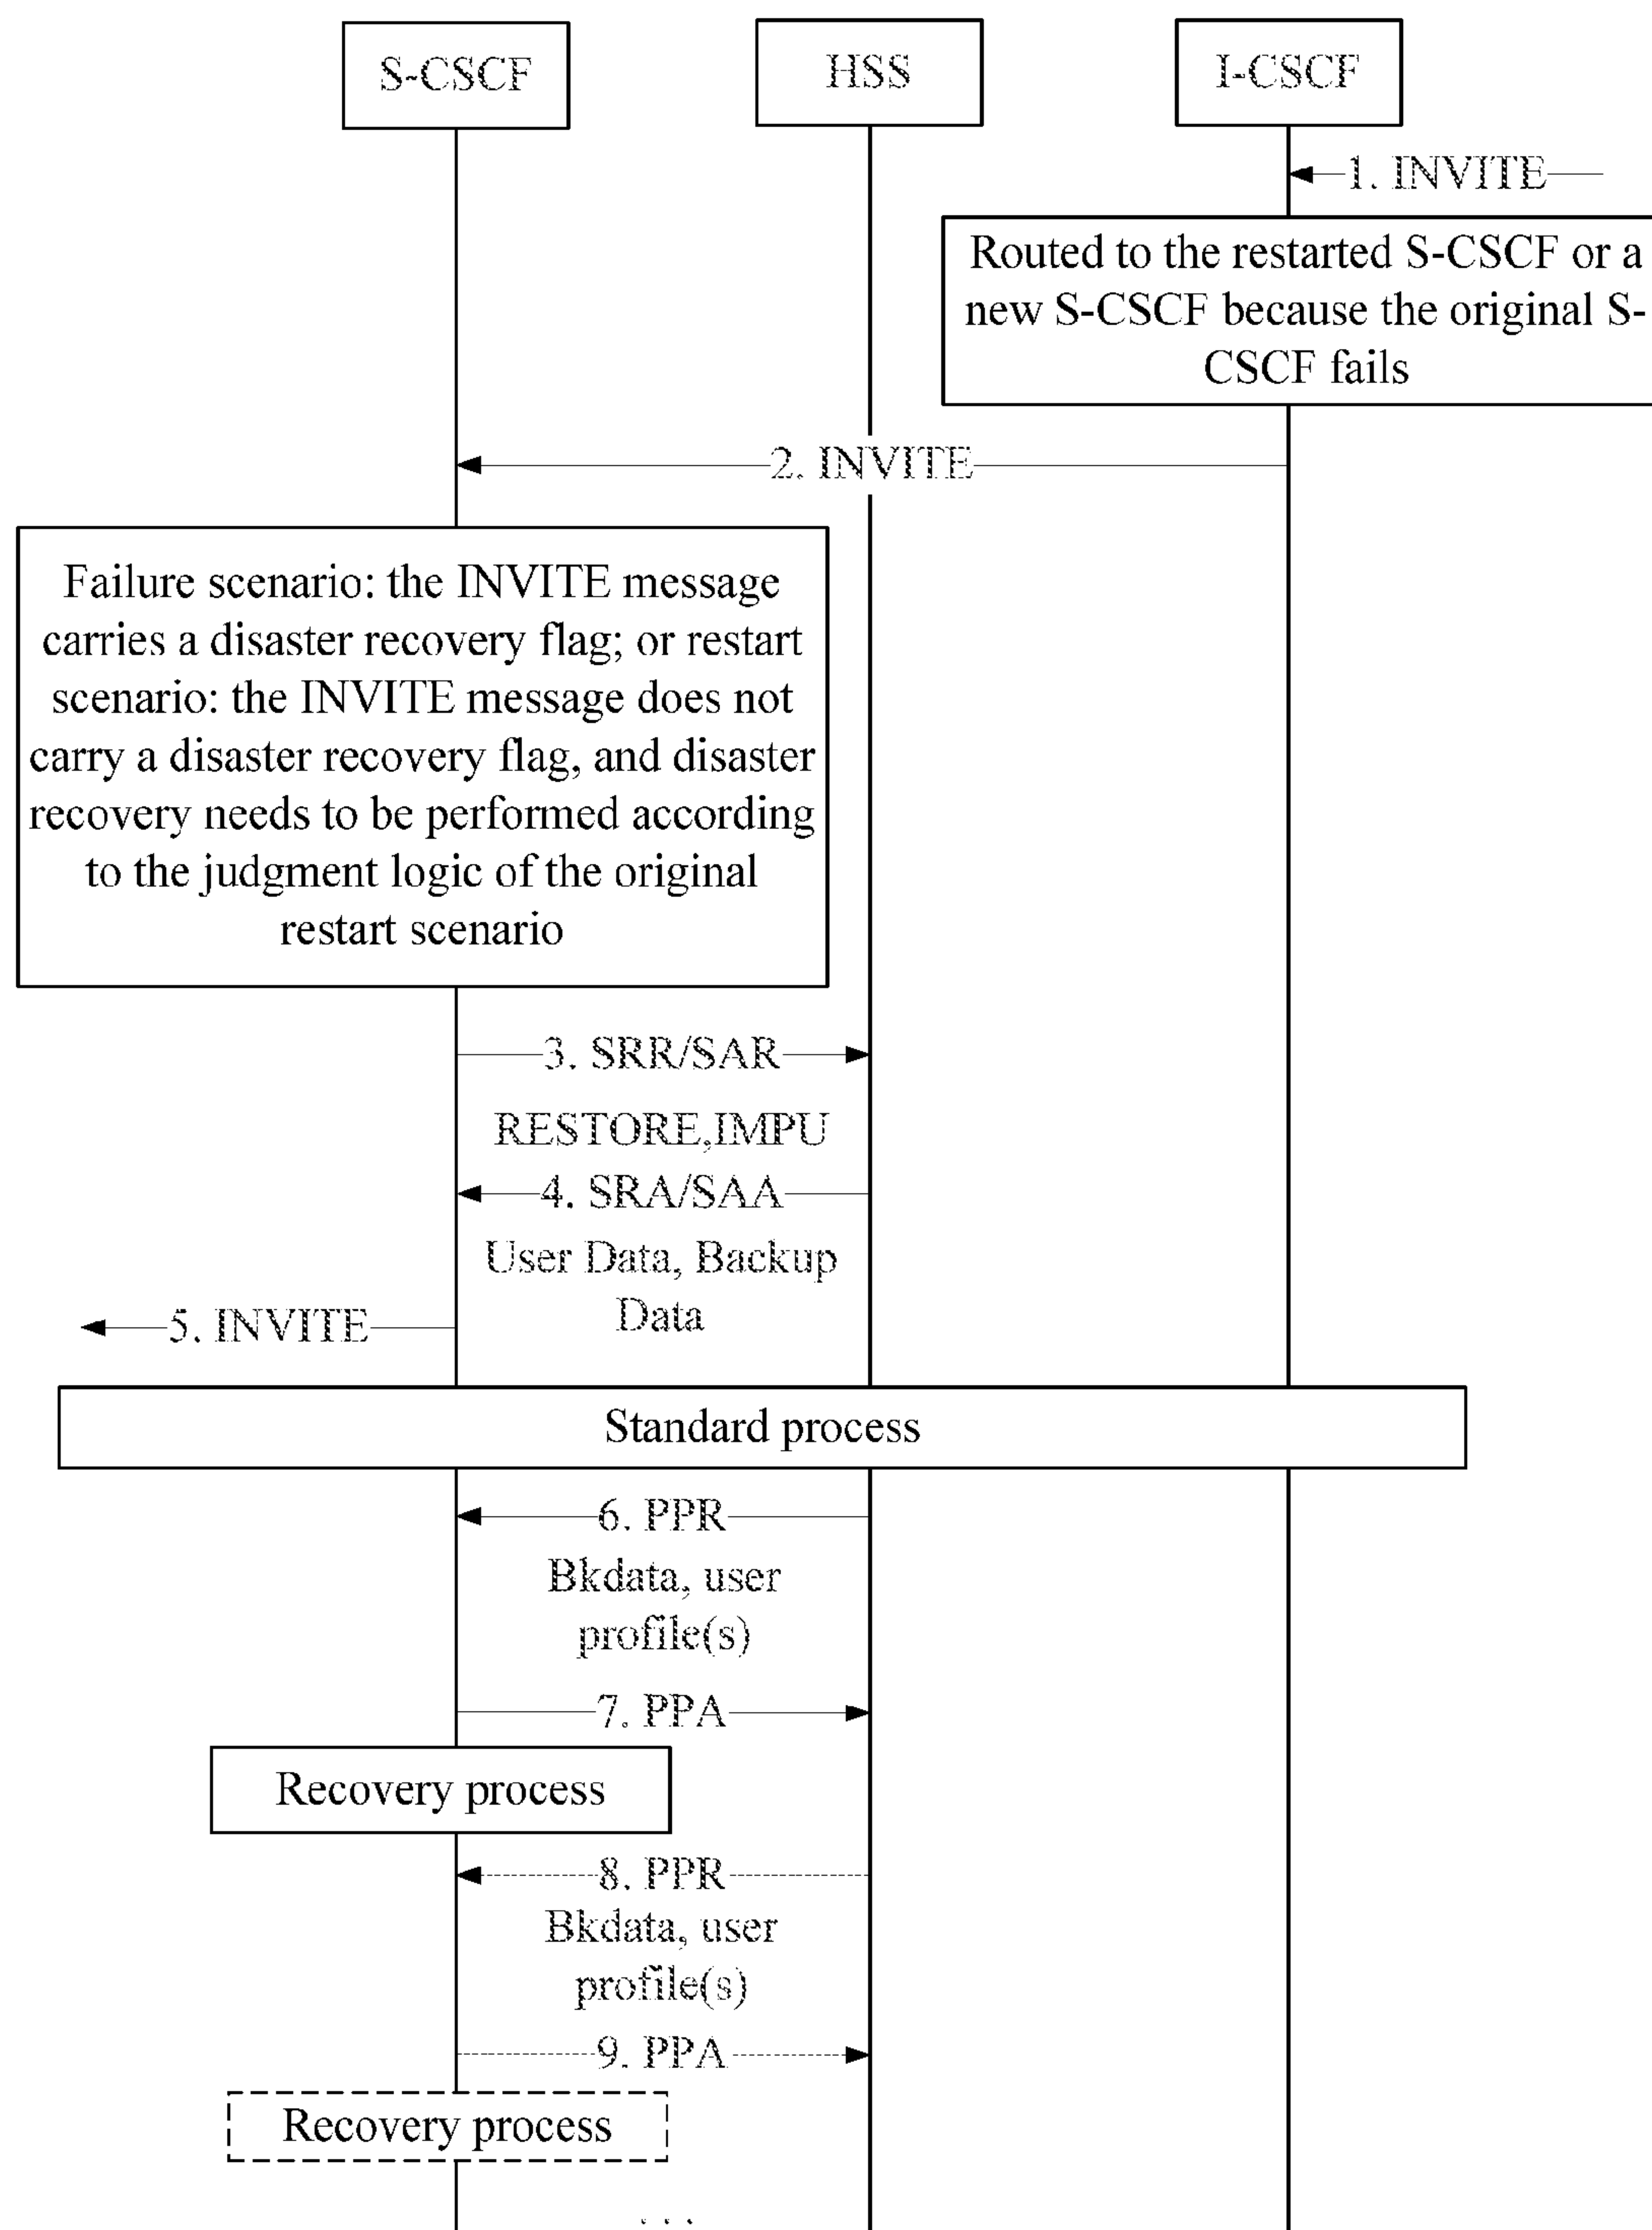 S-CSCF
HSS
I-CSCF
1. INVITE
Routed to the restarted S-CSCF or a
new S-CSCF because the original S-
CSCF fails
2. INVITE
Failure scenario: the INVITE message
carries a disaster recovery flag; or restart
scenario: the INVITE message does not
carry a disaster recovery flag, and disaster
recovery needs to be performed according
to the judgment logic of the original
restart scenario
3. SRR/SAR
RESTORE,IMPU
4. SRA/SAA
User Data, Backup
Data
5. INVITE
Standard process
6. PPR
Bkdata, user
profile(s)
7. PPA
Recovery process
8. PPR
Bkdata, user
profile(s)
9. PPA
Recovery process
. . .